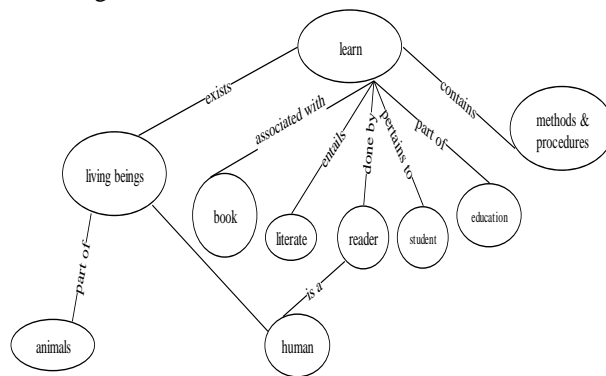 learn
exists
associated with
entails
done by
pertains to
part of
contains
methods &
procedures
living beings
book
literate
reader
student
education
part of
is a
animals
human